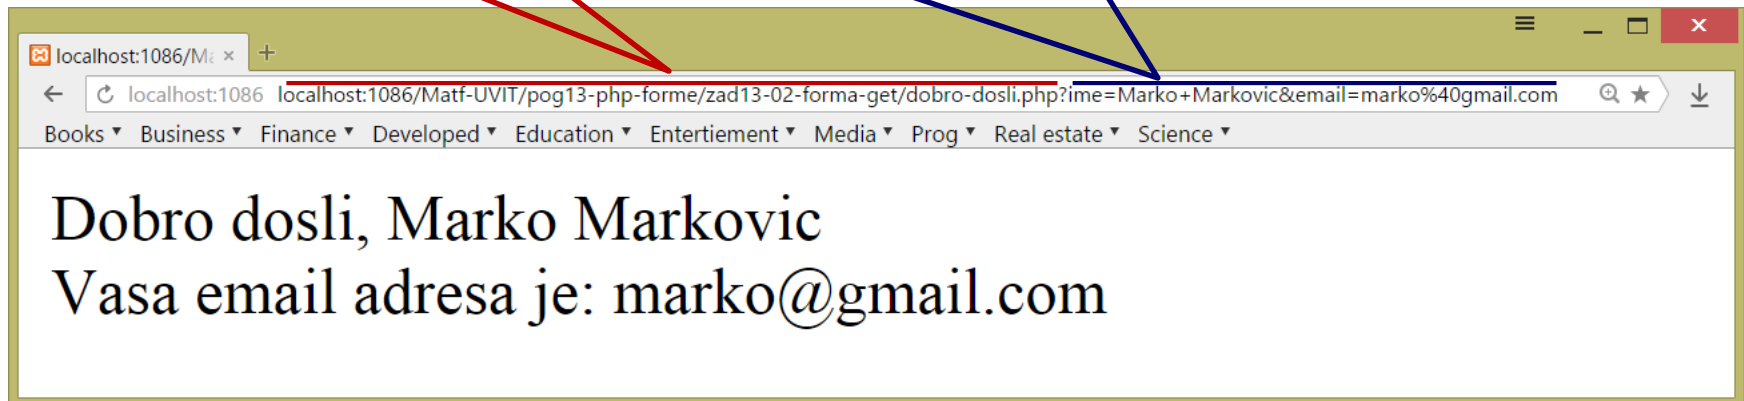 localhost:1086/Ma
localhost:1086 localhost:1086/Matf-UVIT/pog13-php-forme/zad13-02-forma-get/dobro-dosli.php?ime=Marko+Markovic&email=marko%40gmail.com
Books Business Finance Developed Education Entertiement Media Prog Real estate Science
Dobro dosli, Marko Markovic
Vasa email adresa je: marko@gmail.com